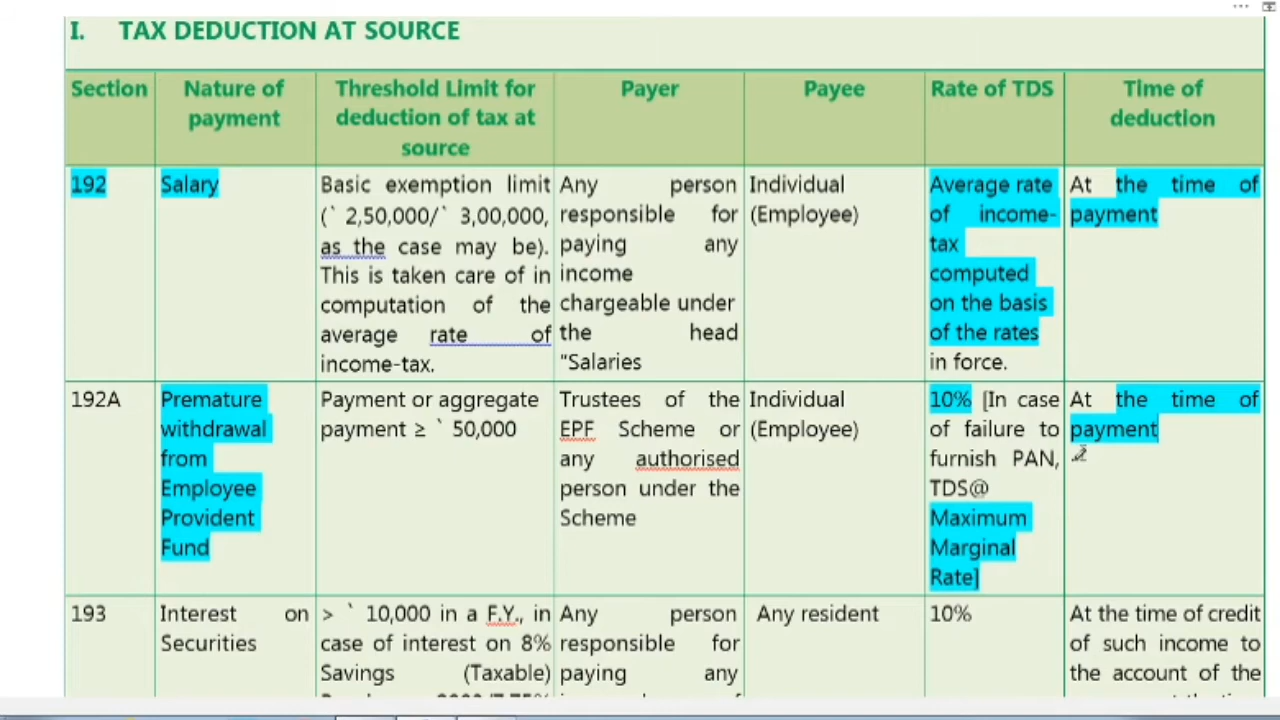 I. TAX DEDUCTION AT SOURCE
Section
Nature of
payment
Threshold Limit for
deduction of tax at
source
Payer
Payee
Rate of TDS
Time of
deduction
192
Salary
Basic exemption limit
(` 2,50,000/` 3,00,000,
as the case may be).
This is taken care of in
computation of the
average rate of
income-tax.
Any person
responsible for
paying any
income
chargeable under
the head
"Salaries
Individual
(Employee)
Average rate
of income-
tax
computed
on the basis
of the rates
in force.
At the time of
payment
192A
Premature
withdrawal
from
Employee
Provident
Fund
Payment or aggregate
payment ≥ ` 50,000
Trustees of the
EPF Scheme or
any authorised
person under the
Scheme
Individual
(Employee)
10% [In case
of failure to
furnish PAN,
TDS@
Maximum
Marginal
Rate]
At the time of
payment
193
Interest on
Securities
> ` 10,000 in a F.Y., in
case of interest on 8%
Savings (Taxable)
Any person
responsible for
paying any
Any resident
10%
At the time of credit
of such income to
the account of the